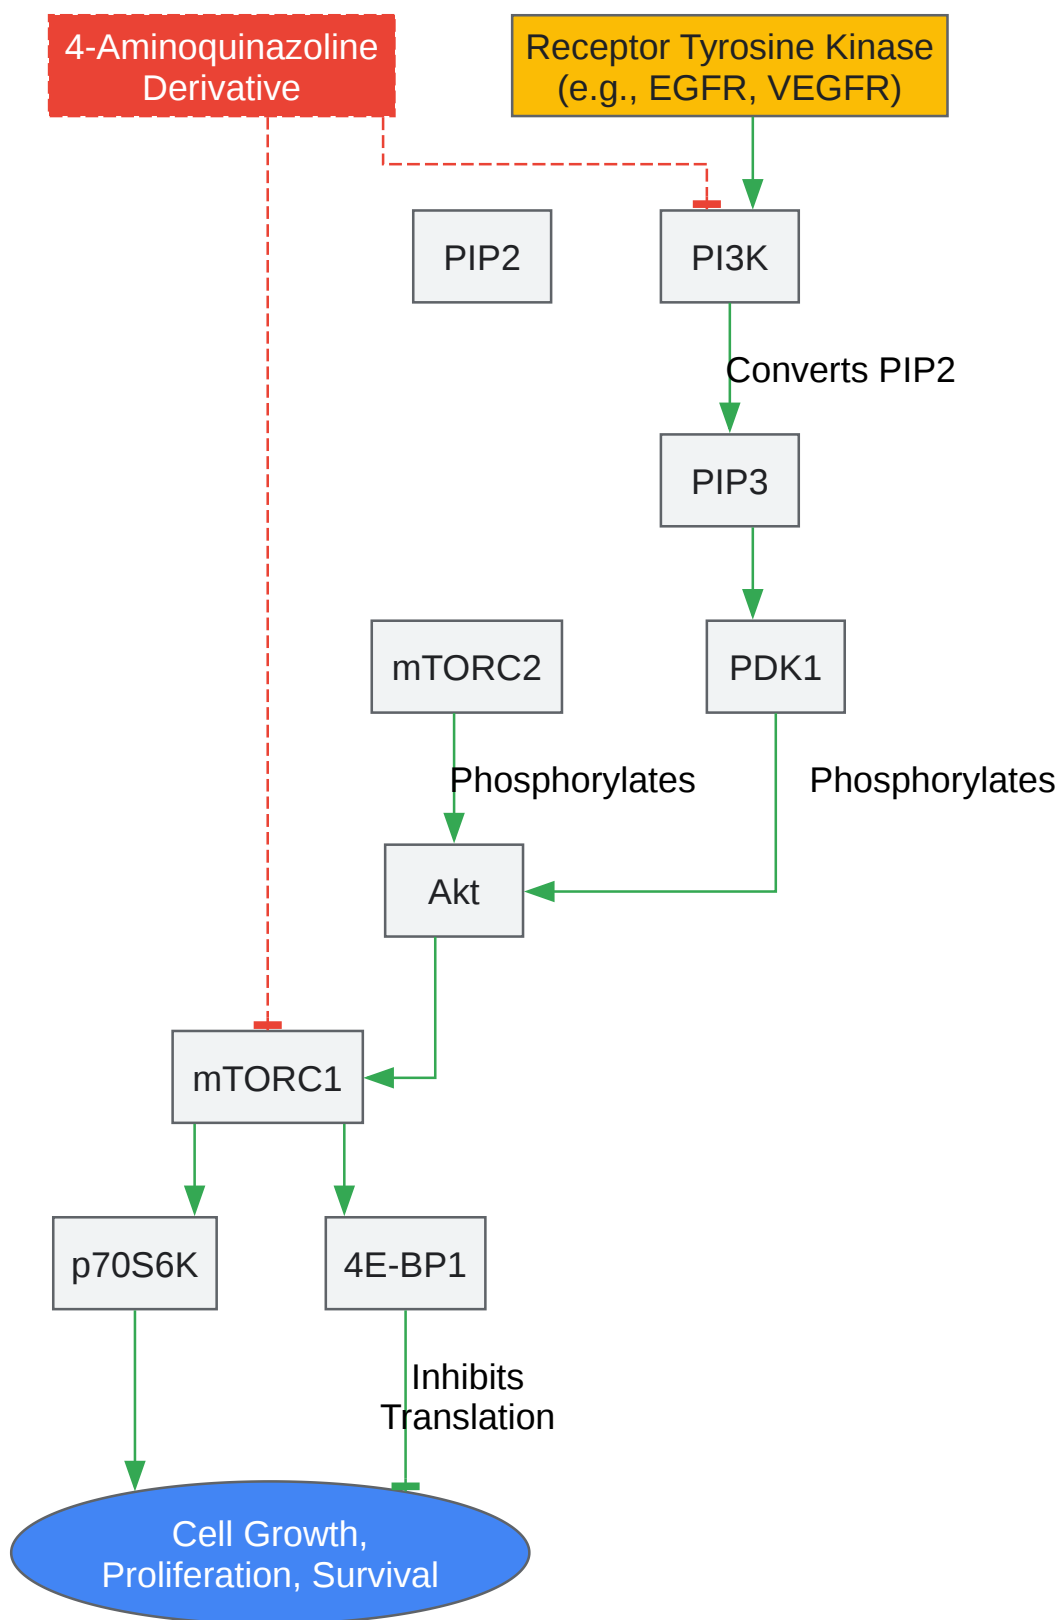 4-Aminoquinazoline
Derivative
Receptor Tyrosine Kinase
(e.g., EGFR, VEGFR)
PIP2
PI3K
Converts PIP2
PIP3
mTORC2
PDK1
Phosphorylates
Phosphorylates
Akt
mTORC1
p70S6K
4E-BP1
Inhibits
Translation
Cell Growth,
Proliferation, Survival